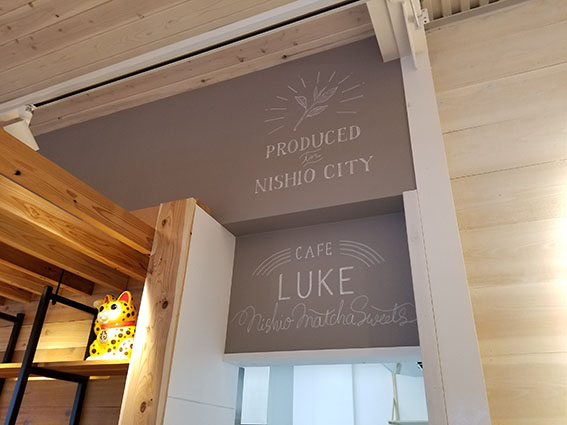 PRODUCED
for
NISHIO CITY
CAFE
LUKE
Nishio Matcha Sweets